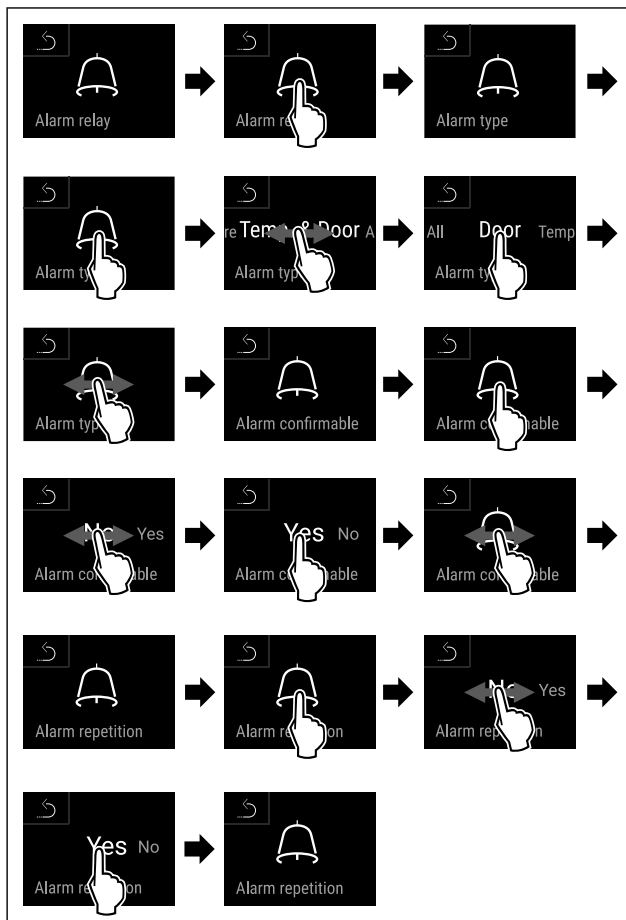 Alarm relay
Alarm re
Alarm type
Alarm ty
re Temp & Door A
Alarm typ
All Door Temp
Alarm ty
Alarm typ
Alarm confirmable
Alarm c able
No Yes
Alarm co able
Yes No
Alarm c able
Alarm co able
Alarm repetition
Alarm re on
No Yes
Alarm rep n
Yes No
Alarm re on
Alarm repetition